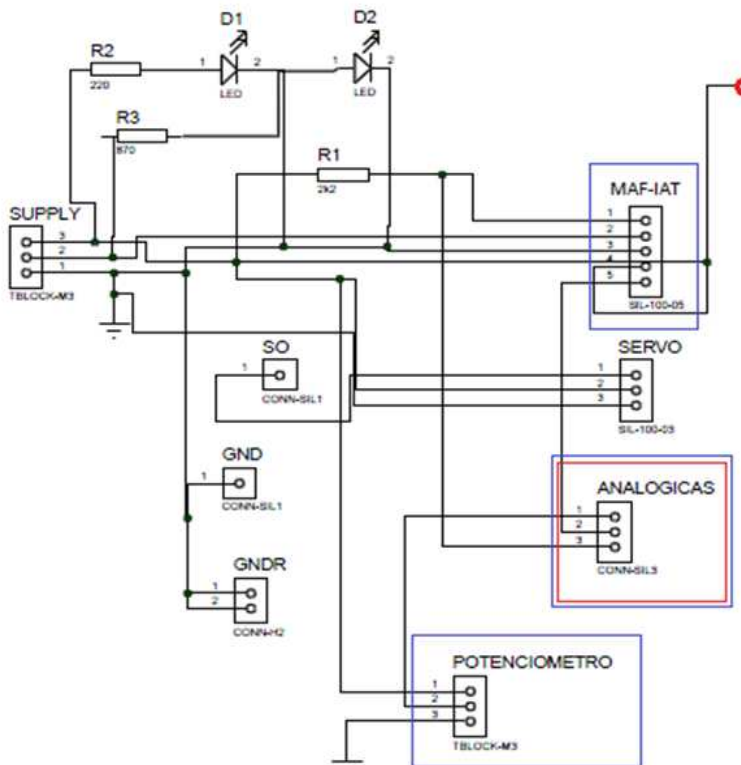 D1
D2
R2
1
2
1
2
220
LED
LED
R3
870
R1
2k2
MAF-IAT
1
2
3
4
5
SIL-100-05
SUPPLY
3
2
1
TBLOCK-M3
SO
1
CONN-SIL1
SERVO
1
2
3
SIL-100-03
GND
1
CONN-SIL1
ANALOGICAS
1
2
3
CONN-SIL3
GNDR
1
2
CONN-H2
POTENCIOMETRO
1
2
3
TBLOCK-M3